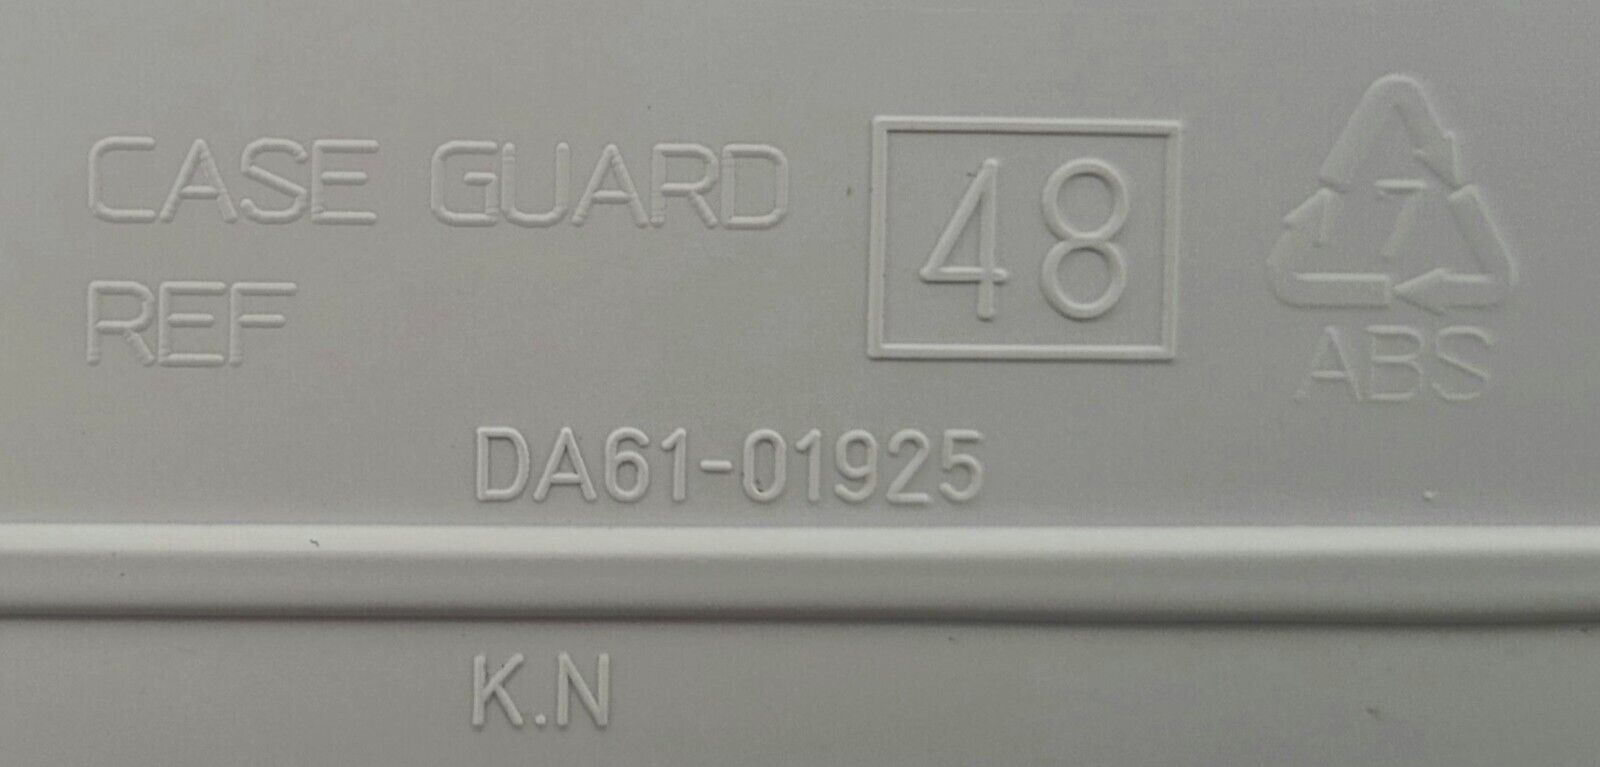 CASE GUARD
REF
48
7
ABS
DA61-01925
K.N